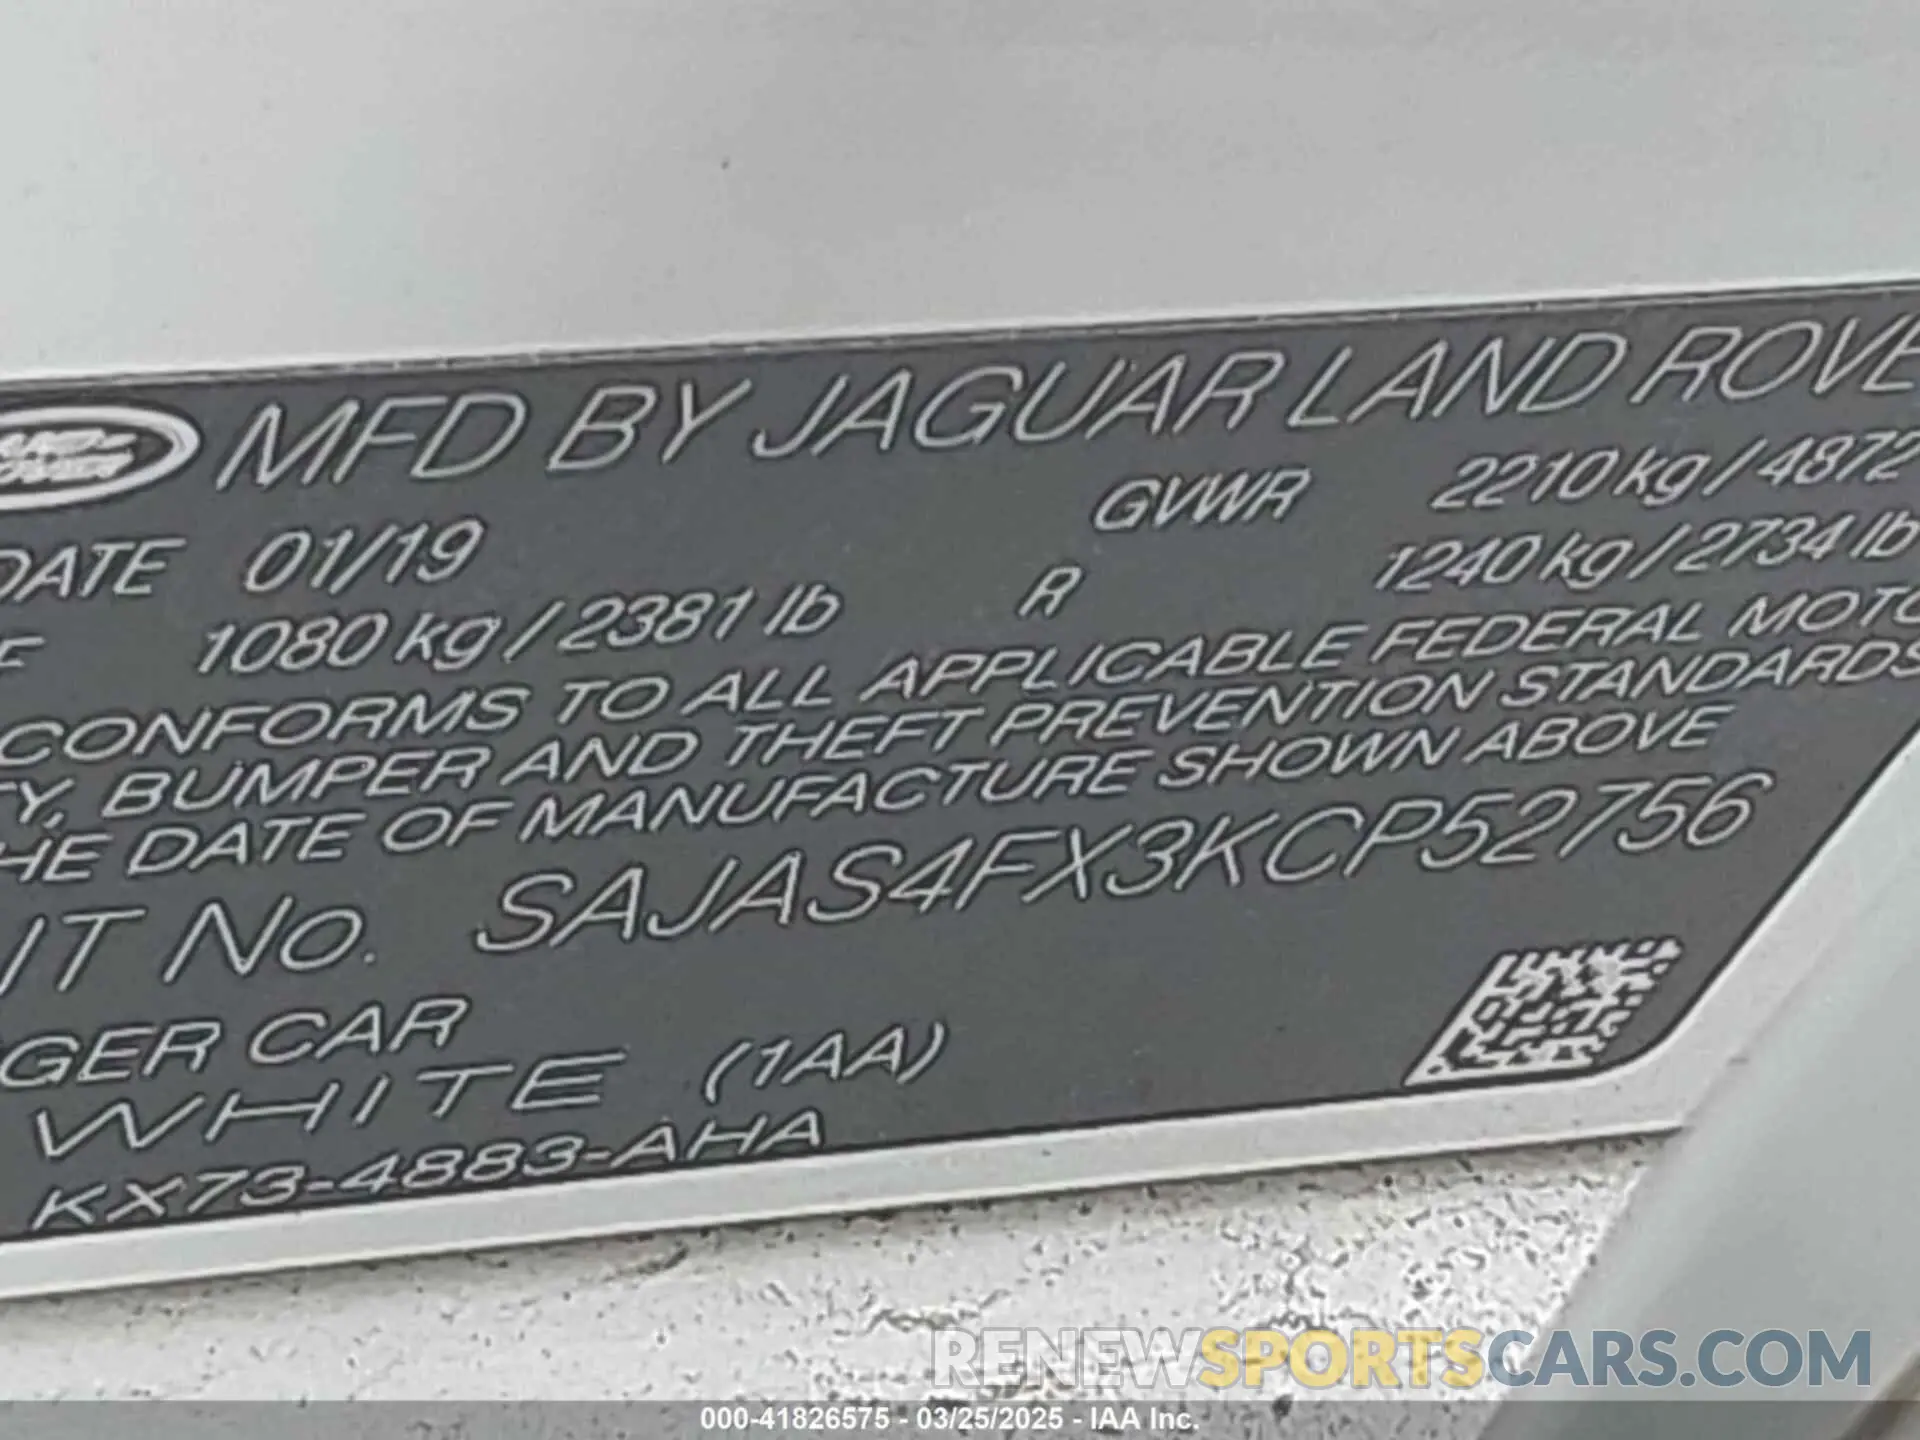 LAND-
ROVER
MFD BY JAGUAR LAND ROVE
DATE 01/19 GVWR 2210 kg / 4872
F 1080 kg / 2381 lb R 1240 kg / 2734 lb
CONFORMS TO ALL APPLICABLE FEDERAL MOTO
TY, BUMPER AND THEFT PREVENTION STANDARDS
HE DATE OF MANUFACTURE SHOWN ABOVE
IT No. SAJAS4FX3KCP52756
GER CAR
WHITE (1AA)
KX73-4883-AHA
RENEWSPORTSCARS.COM
000-41826575 - 03/25/2025 - IAA Inc.